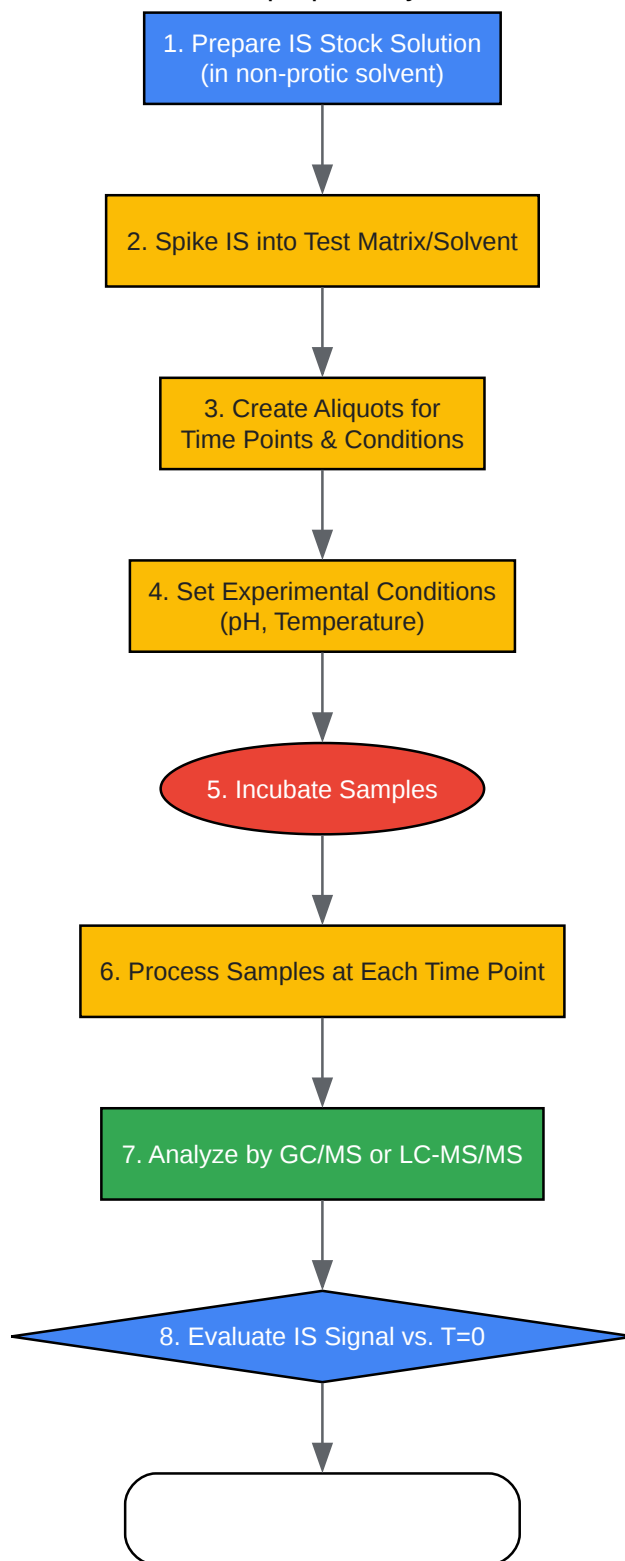 1. Prepare IS Stock Solution
(in non-protic solvent)
2. Spike IS into Test Matrix/Solvent
3. Create Aliquots for
Time Points & Conditions
4. Set Experimental Conditions
(pH, Temperature)
5. Incubate Samples
6. Process Samples at Each Time Point
7. Analyze by GC/MS or LC-MS/MS
8. Evaluate IS Signal vs. T=0